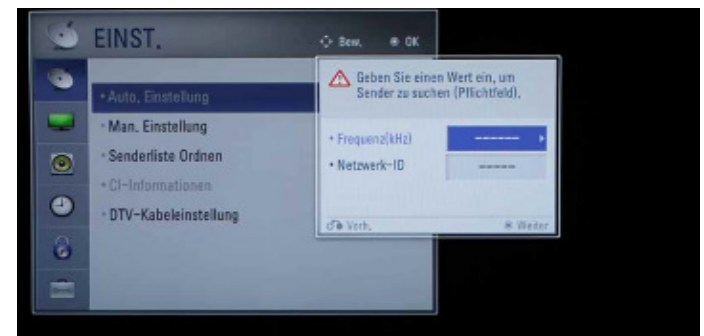 EINST.
Bew. OK
Auto. Einstellung
Man. Einstellung
Senderliste Ordnen
CI-Informationen
DTV-Kabeleinstellung
Geben Sie einen Wert ein, um
Sender zu suchen (Pflichtfeld).
Frequenz(kHz) ------
Netzwerk-ID -----
Vorh. Weiter